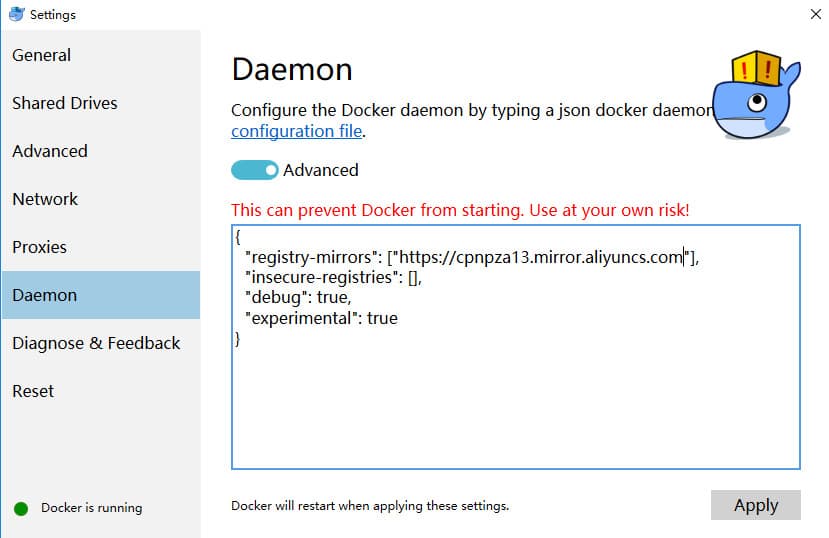 Settings
General
Shared Drives
Advanced
Network
Proxies
Daemon
Diagnose & Feedback
Reset
Docker is running
Daemon
Configure the Docker daemon by typing a json docker daemon
configuration file.
Advanced
This can prevent Docker from starting. Use at your own risk!
{
"registry-mirrors": ["https://cpnpza13.mirror.aliyuncs.com"],
"insecure-registries": [],
"debug": true,
"experimental": true
}
Docker will restart when applying these settings.
Apply
! !